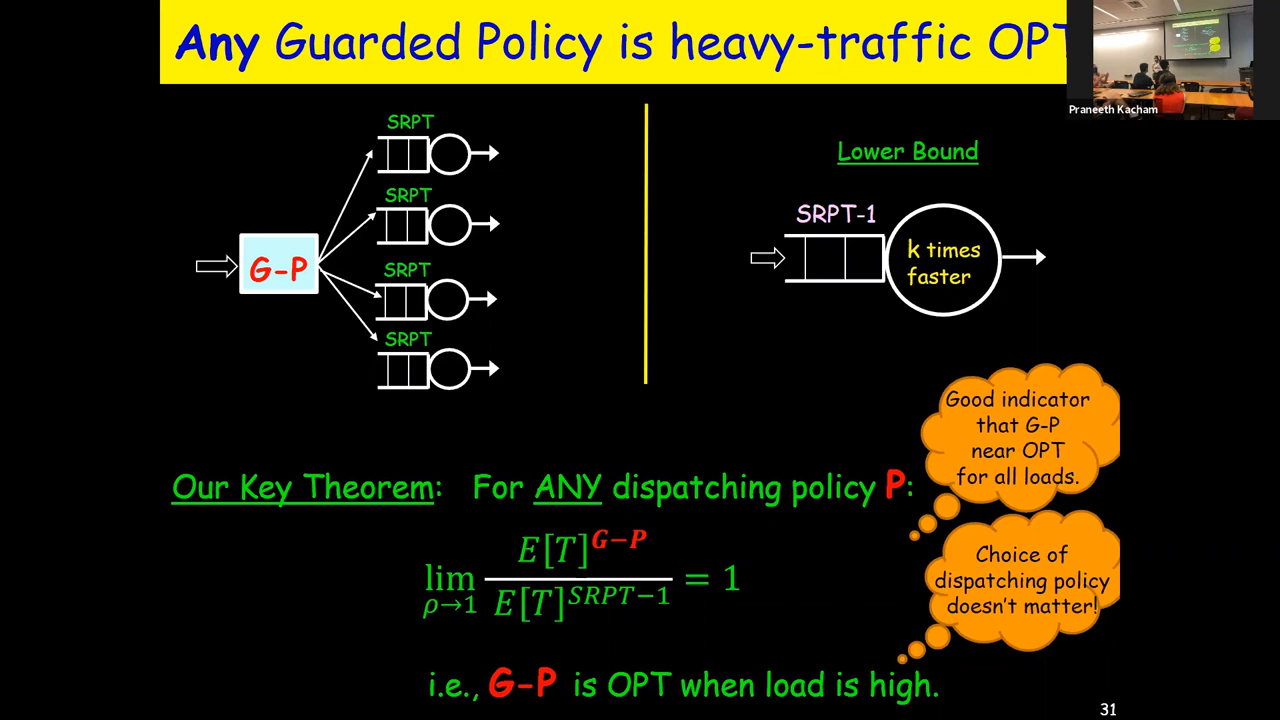 Any Guarded Policy is heavy-traffic OPT
Praneeth Kacham
SRPT
SRPT
SRPT
SRPT
G-P
Lower Bound
SRPT-1
k times
faster
Good indicator
that G-P
near OPT
for all loads.
Our Key Theorem: For ANY dispatching policy P:
lim ρ→1 E[T]^{G-P} / E[T]^{SRPT-1} = 1
Choice of
dispatching policy
doesn't matter!
i.e., G-P is OPT when load is high.
31